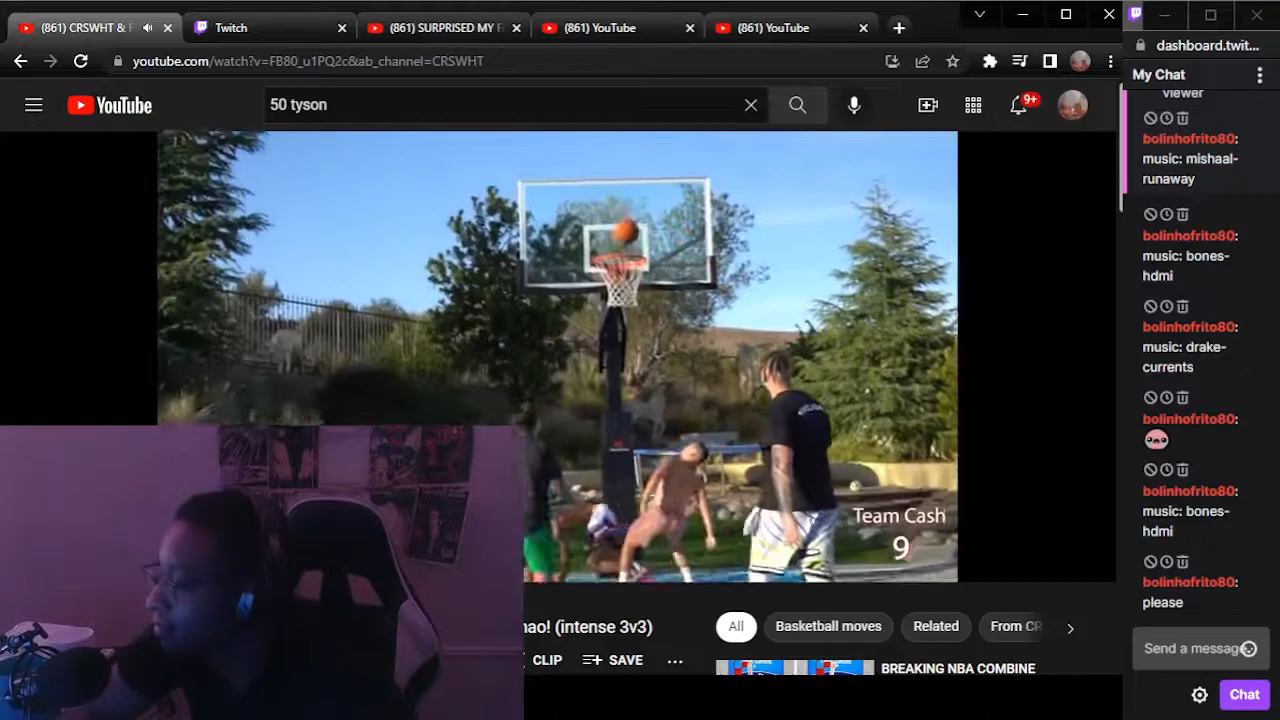 (861) CRSWHT & F
Twitch
(861) SURPRISED MY F
(861) YouTube
(861) YouTube
youtube.com/watch?v=FB80_u1PQ2c&ab_channel=CRSWHT
YouTube
50 tyson
9+
Team Cash
9
nao! (intense 3v3)
CLIP
SAVE
All
Basketball moves
Related
From CR
BREAKING NBA COMBINE
dashboard.twit...
My Chat
viewer
bolinhofrito80:
music: mishaal-
runaway
bolinhofrito80:
music: bones-
hdmi
bolinhofrito80:
music: drake-
currents
bolinhofrito80:
bolinhofrito80:
music: bones-
hdmi
bolinhofrito80:
please
Send a message
Chat